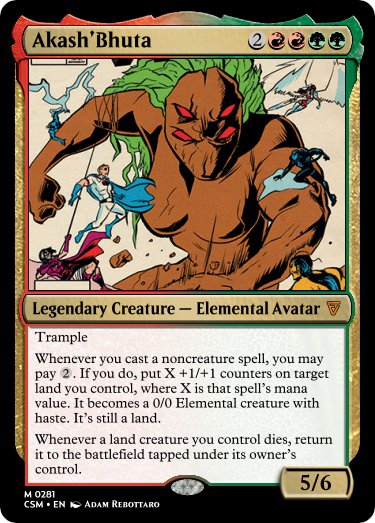 Akash'Bhuta 2
Legendary Creature — Elemental Avatar
Trample
Whenever you cast a noncreature spell, you may
pay 2. If you do, put X +1/+1 counters on target
land you control, where X is that spell's mana
value. It becomes a 0/0 Elemental creature with
haste. It's still a land.
Whenever a land creature you control dies, return
it to the battlefield tapped under its owner's
control.
5/6
M 0281
CSM • EN Adam Rebottaro